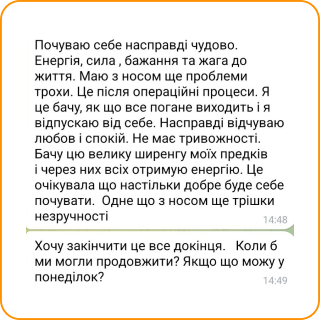 Почуваю себе насправді чудово.
Енергія, сила , бажання та жага до
життя. Маю з носом ще проблеми
трохи. Це після операційні процеси. Я
це бачу, як що все погане виходить і я
відпускаю від себе. Насправді відчуваю
любов і спокій. Не має тривожності.
Бачу цю велику ширенгу моїх предків
і через них всіх отримую енергію. Це
очікувала що настільки добре буде себе
почувати.  Одне що з носом ще трішки
незручності
14:48
Хочу закінчити це все докінця.   Коли б
ми могли продовжити? Якщо що можу у
понеділок?
14:49